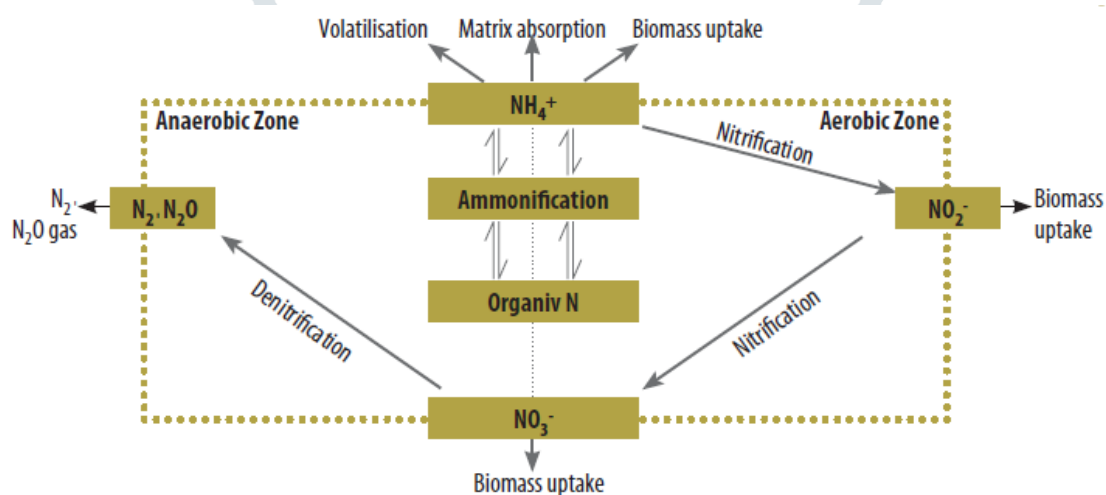 Volatilisation Matrix absorption Biomass uptake
NH₄⁺
Anaerobic Zone
Aerobic Zone
Nitrification
Ammonification
N₂,
N₂O gas
N₂, N₂O
NO₂⁻
Biomass
uptake
Organiv N
Denitrification
Nitrification
NO₃⁻
Biomass uptake